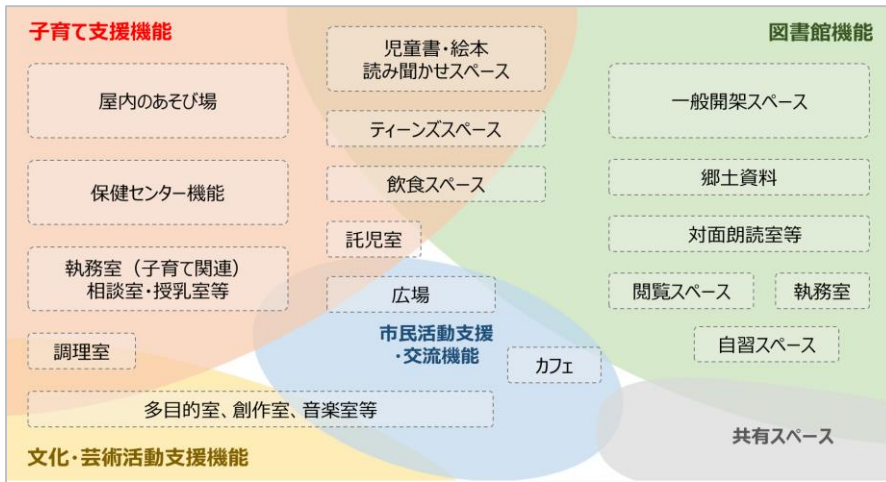 子育て支援機能
屋内のあそび場
保健センター機能
執務室（子育て関連）
相談室・授乳室等
調理室
児童書・絵本
読み聞かせスペース
ティーンズスペース
飲食スペース
託児室
広場
市民活動支援
・交流機能
カフェ
多目的室、創作室、音楽室等
文化・芸術活動支援機能
図書館機能
一般開架スペース
郷土資料
対面朗読室等
閲覧スペース
執務室
自習スペース
共有スペース